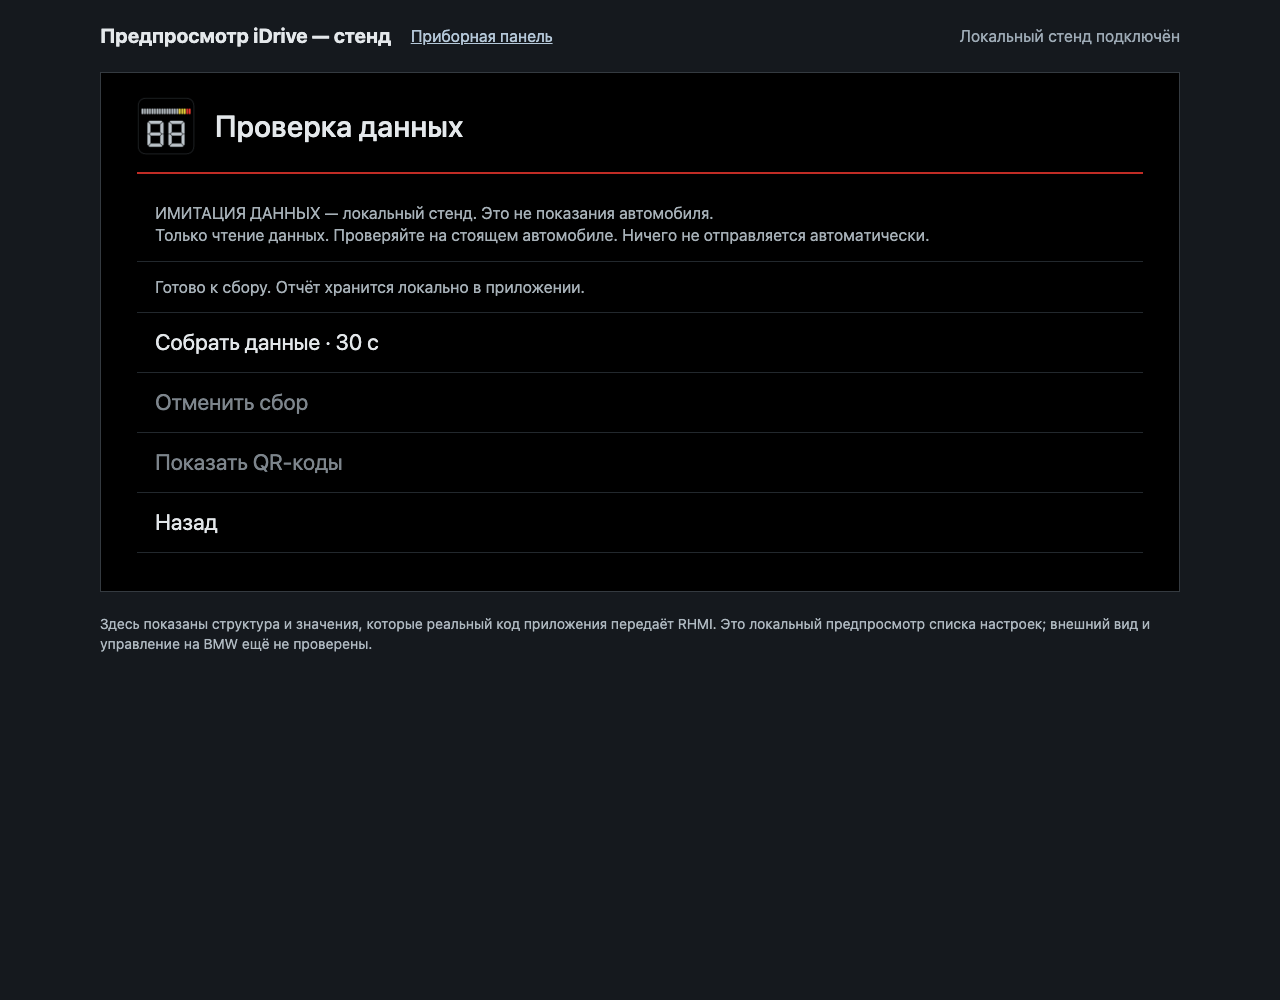 Предпросмотр iDrive — стенд
Приборная панель
Локальный стенд подключён
88
Проверка данных
ИМИТАЦИЯ ДАННЫХ — локальный стенд. Это не показания автомобиля.
Только чтение данных. Проверяйте на стоящем автомобиле. Ничего не отправляется автоматически.
Готово к сбору. Отчёт хранится локально в приложении.
Собрать данные · 30 с
Отменить сбор
Показать QR-коды
Назад
Здесь показаны структура и значения, которые реальный код приложения передаёт RHMI. Это локальный предпросмотр списка настроек; внешний вид и
управление на BMW ещё не проверены.